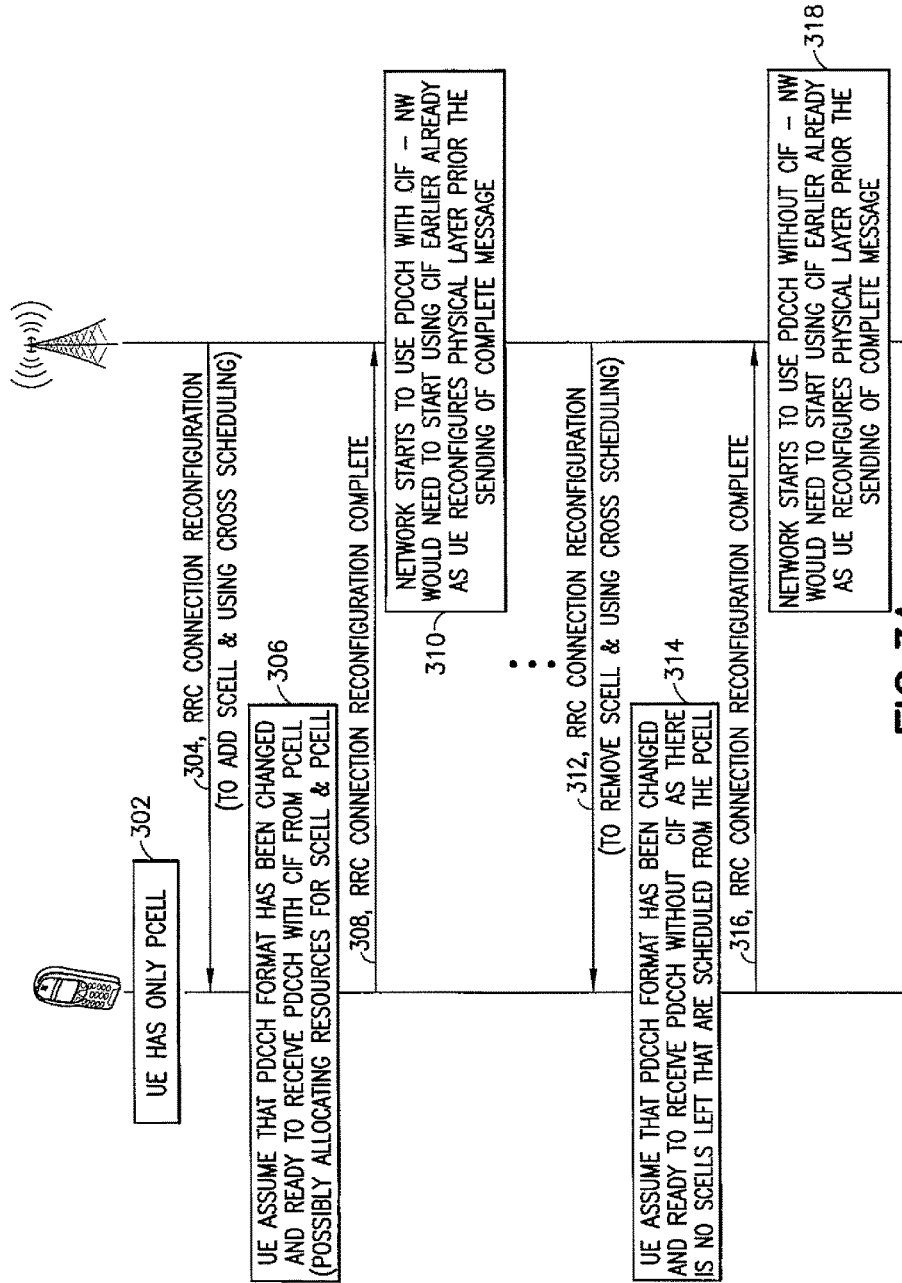 302
UE HAS ONLY PCELL
304, RRC CONNECTION RECONFIGURATION
(TO ADD SCELL & USING CROSS SCHEDULING)
306
UE ASSUME THAT PDCCH FORMAT HAS BEEN CHANGED
AND READY TO RECEIVE PDCCH WITH CIF FROM PCELL
(POSSIBLY ALLOCATING RESOURCES FOR SCELL & PCELL)
308, RRC CONNECTION RECONFIGURATION COMPLETE
NETWORK STARTS TO USE PDCCH WITH CIF – NW
WOULD NEED TO START USING CIF EARLIER ALREADY
AS UE RECONFIGURES PHYSICAL LAYER PRIOR THE
SENDING OF COMPLETE MESSAGE
310
312, RRC CONNECTION RECONFIGURATION
(TO REMOVE SCELL & USING CROSS SCHEDULING)
314
UE ASSUME THAT PDCCH FORMAT HAS BEEN CHANGED
AND READY TO RECEIVE PDCCH WITHOUT CIF AS THERE
IS NO SCELLS LEFT THAT ARE SCHEDULED FROM THE PCELL
316, RRC CONNECTION RECONFIGURATION COMPLETE
NETWORK STARTS TO USE PDCCH WITHOUT CIF – NW
WOULD NEED TO START USING CIF EARLIER ALREADY
AS UE RECONFIGURES PHYSICAL LAYER PRIOR THE
SENDING OF COMPLETE MESSAGE
318